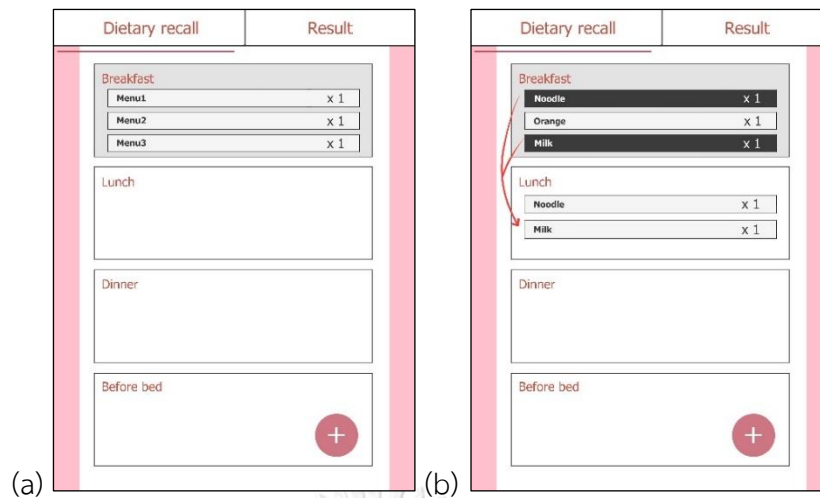 Dietary recall Result
Breakfast
Menu1 x 1
Menu2 x 1
Menu3 x 1
Lunch
Dinner
Before bed
+
(a)
Dietary recall Result
Breakfast
Noodle x 1
Orange x 1
Milk x 1
Lunch
Noodle x 1
Milk x 1
Dinner
Before bed
+
(b)